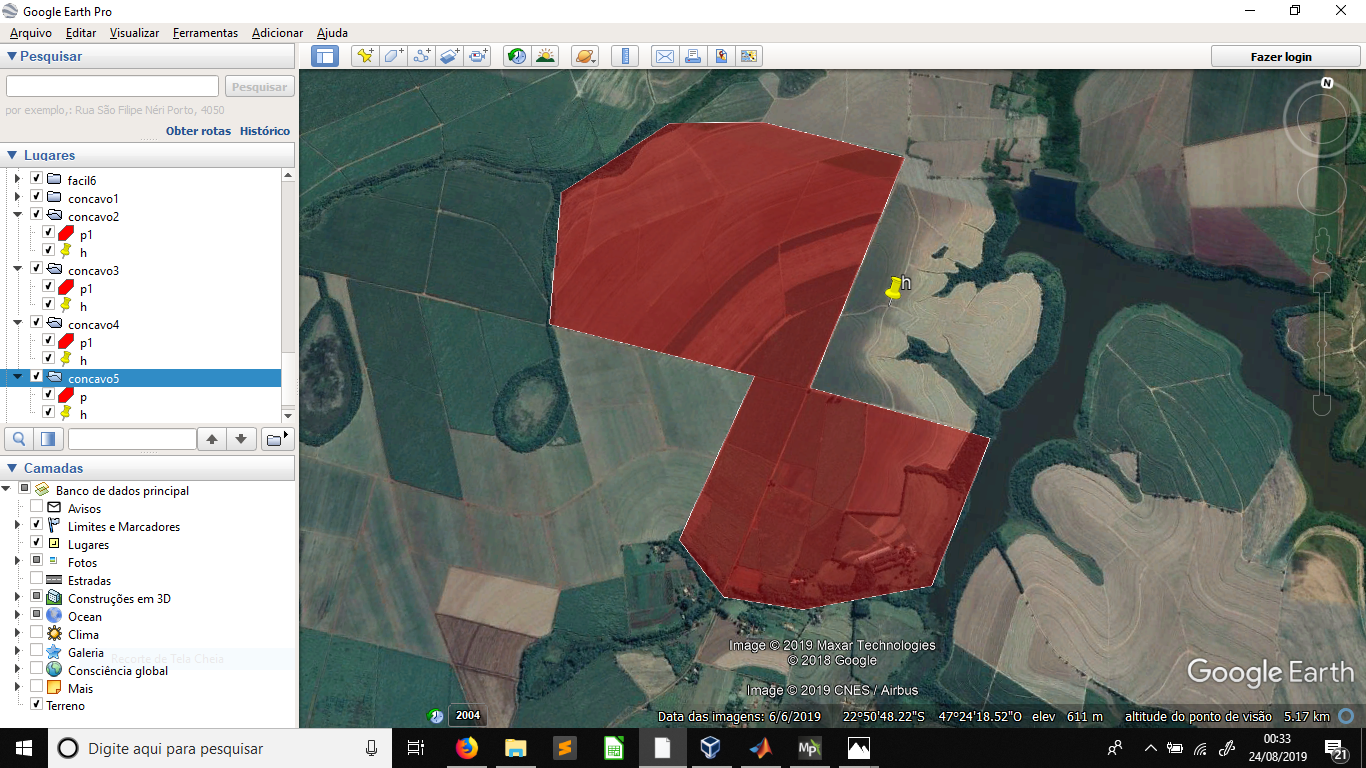 Google Earth Pro
Arquivo Editar Visualizar Ferramentas Adicionar Ajuda
Pesquisar
Pesquisar
por exemplo,: Rua São Filipe Néri Porto, 4050
Obter rotas Histórico
Lugares
facil6
concavo1
concavo2
p1
h
concavo3
p1
h
concavo4
p1
h
concavo5
p
h
Camadas
Banco de dados principal
Avisos
Limites e Marcadores
Lugares
Fotos
Estradas
Construções em 3D
Ocean
Clima
Galeria
Recorte de Tela Cheia
Consciência global
Mais
Terreno
Fazer login
N
h
Image © 2019 Maxar Technologies
© 2018 Google
Image © 2019 CNES / Airbus
Google Earth
2004
Data das imagens: 6/6/2019 22°50'48.22"S 47°24'18.52"O elev 611 m altitude do ponto de visão 5.17 km
Digite aqui para pesquisar
Mp
00:33
24/08/2019
21